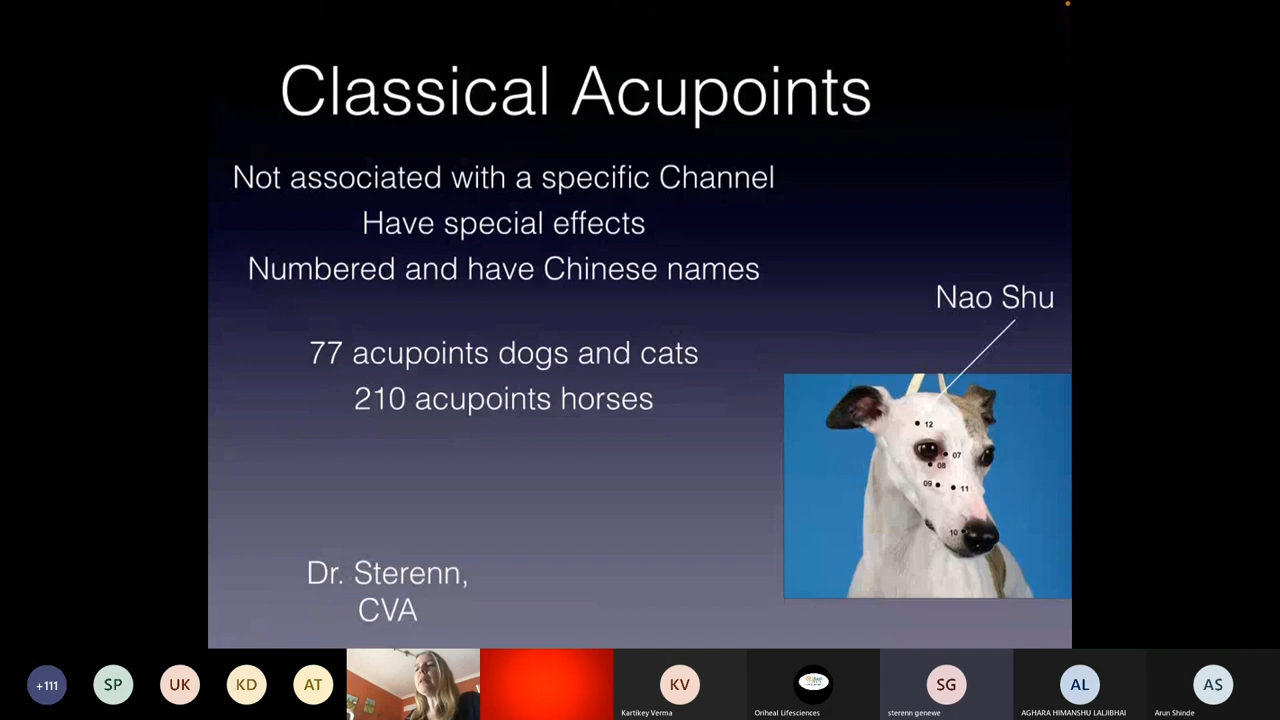 Classical Acupoints
Not associated with a specific Channel
Have special effects
Numbered and have Chinese names
77 acupoints dogs and cats
210 acupoints horses
Nao Shu
12
07
08
09
11
10
Dr. Sterenn,
CVA
+111
SP
UK
KD
AT
KV
Kartikey Verma
Oriheal Lifesciences
SG
sterenn genewe
AL
AGHARA HIMANSHU LALJIBHAI
AS
Arun Shinde